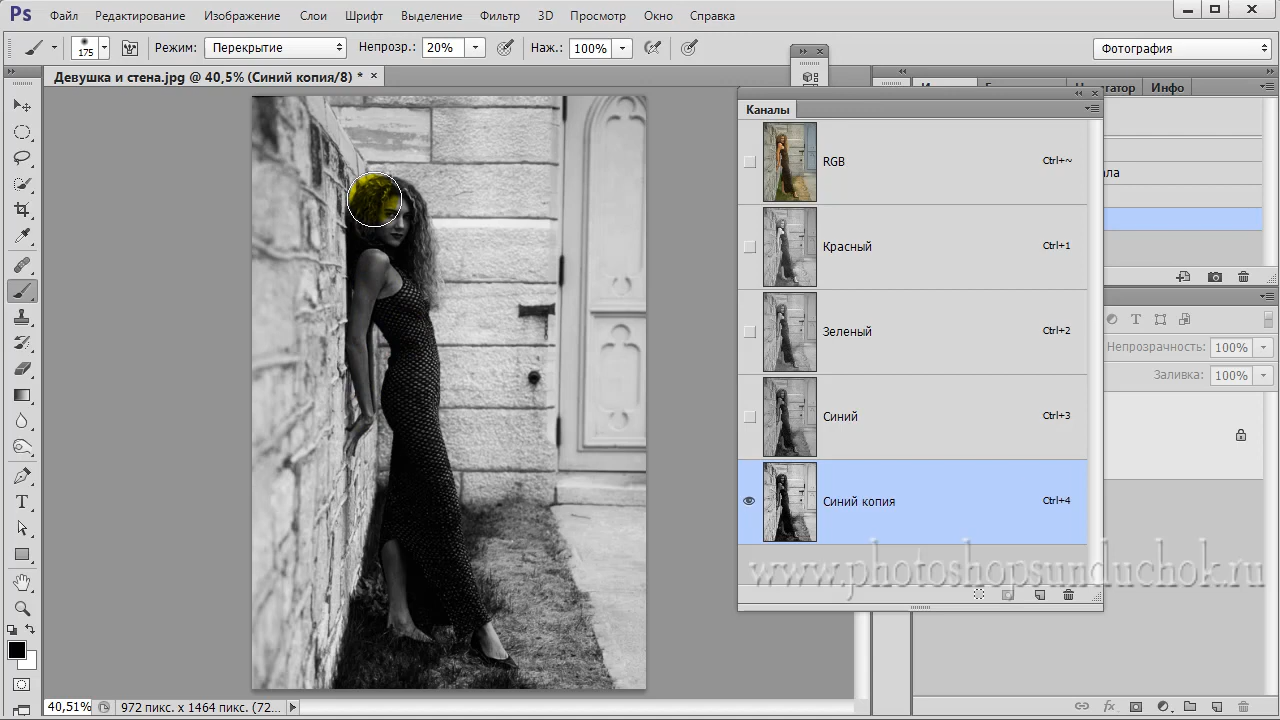 Ps Файл Редактирование Изображение Слои Шрифт Выделение Фильтр 3D Просмотр Окно Справка
175 Режим: Перекрытие Непрозр.: 20% Наж.: 100% Фотография
Девушка и стена.jpg @ 40,5% (Синий копия/8) * ×
Инфо
Каналы
RGB Ctrl+~
Красный Ctrl+1
Зеленый Ctrl+2
Непрозрачность: 100%
Заливка: 100%
Синий Ctrl+3
Синий копия Ctrl+4
www.photoshopsunduchok.ru
40,51% 972 пикс. x 1464 пикс. (72...